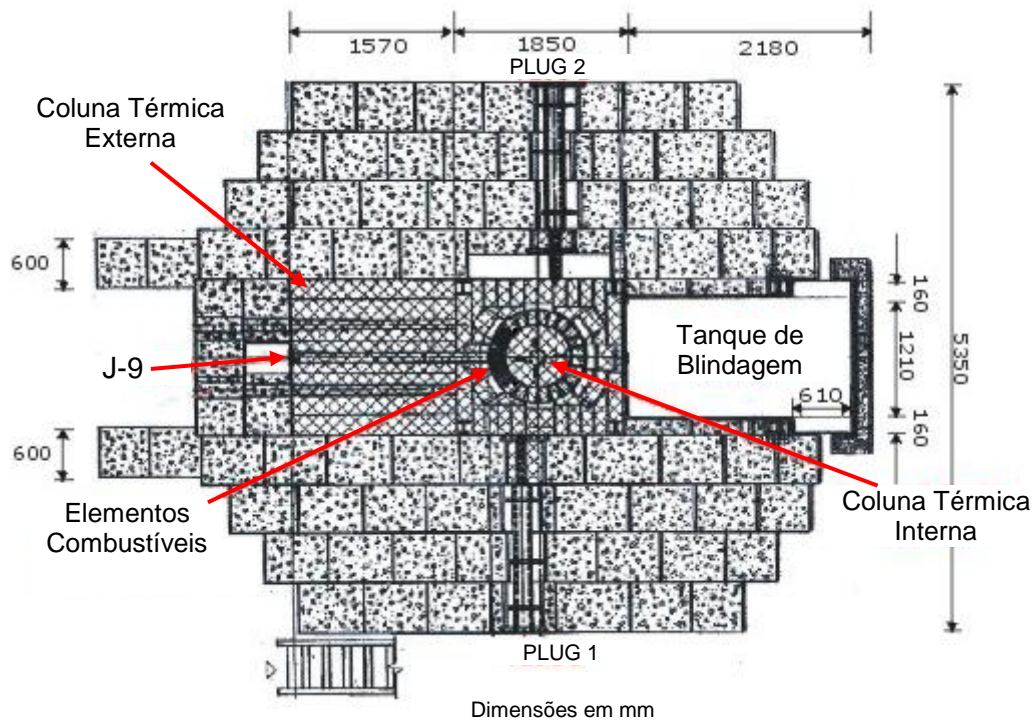 1570
1850
2180
PLUG 2
Coluna Térmica
Externa
600
160
Tanque de
Blindagem
1210
5350
J-9
610
160
600
Elementos
Combustíveis
Coluna Térmica
Interna
PLUG 1
Dimensões em mm